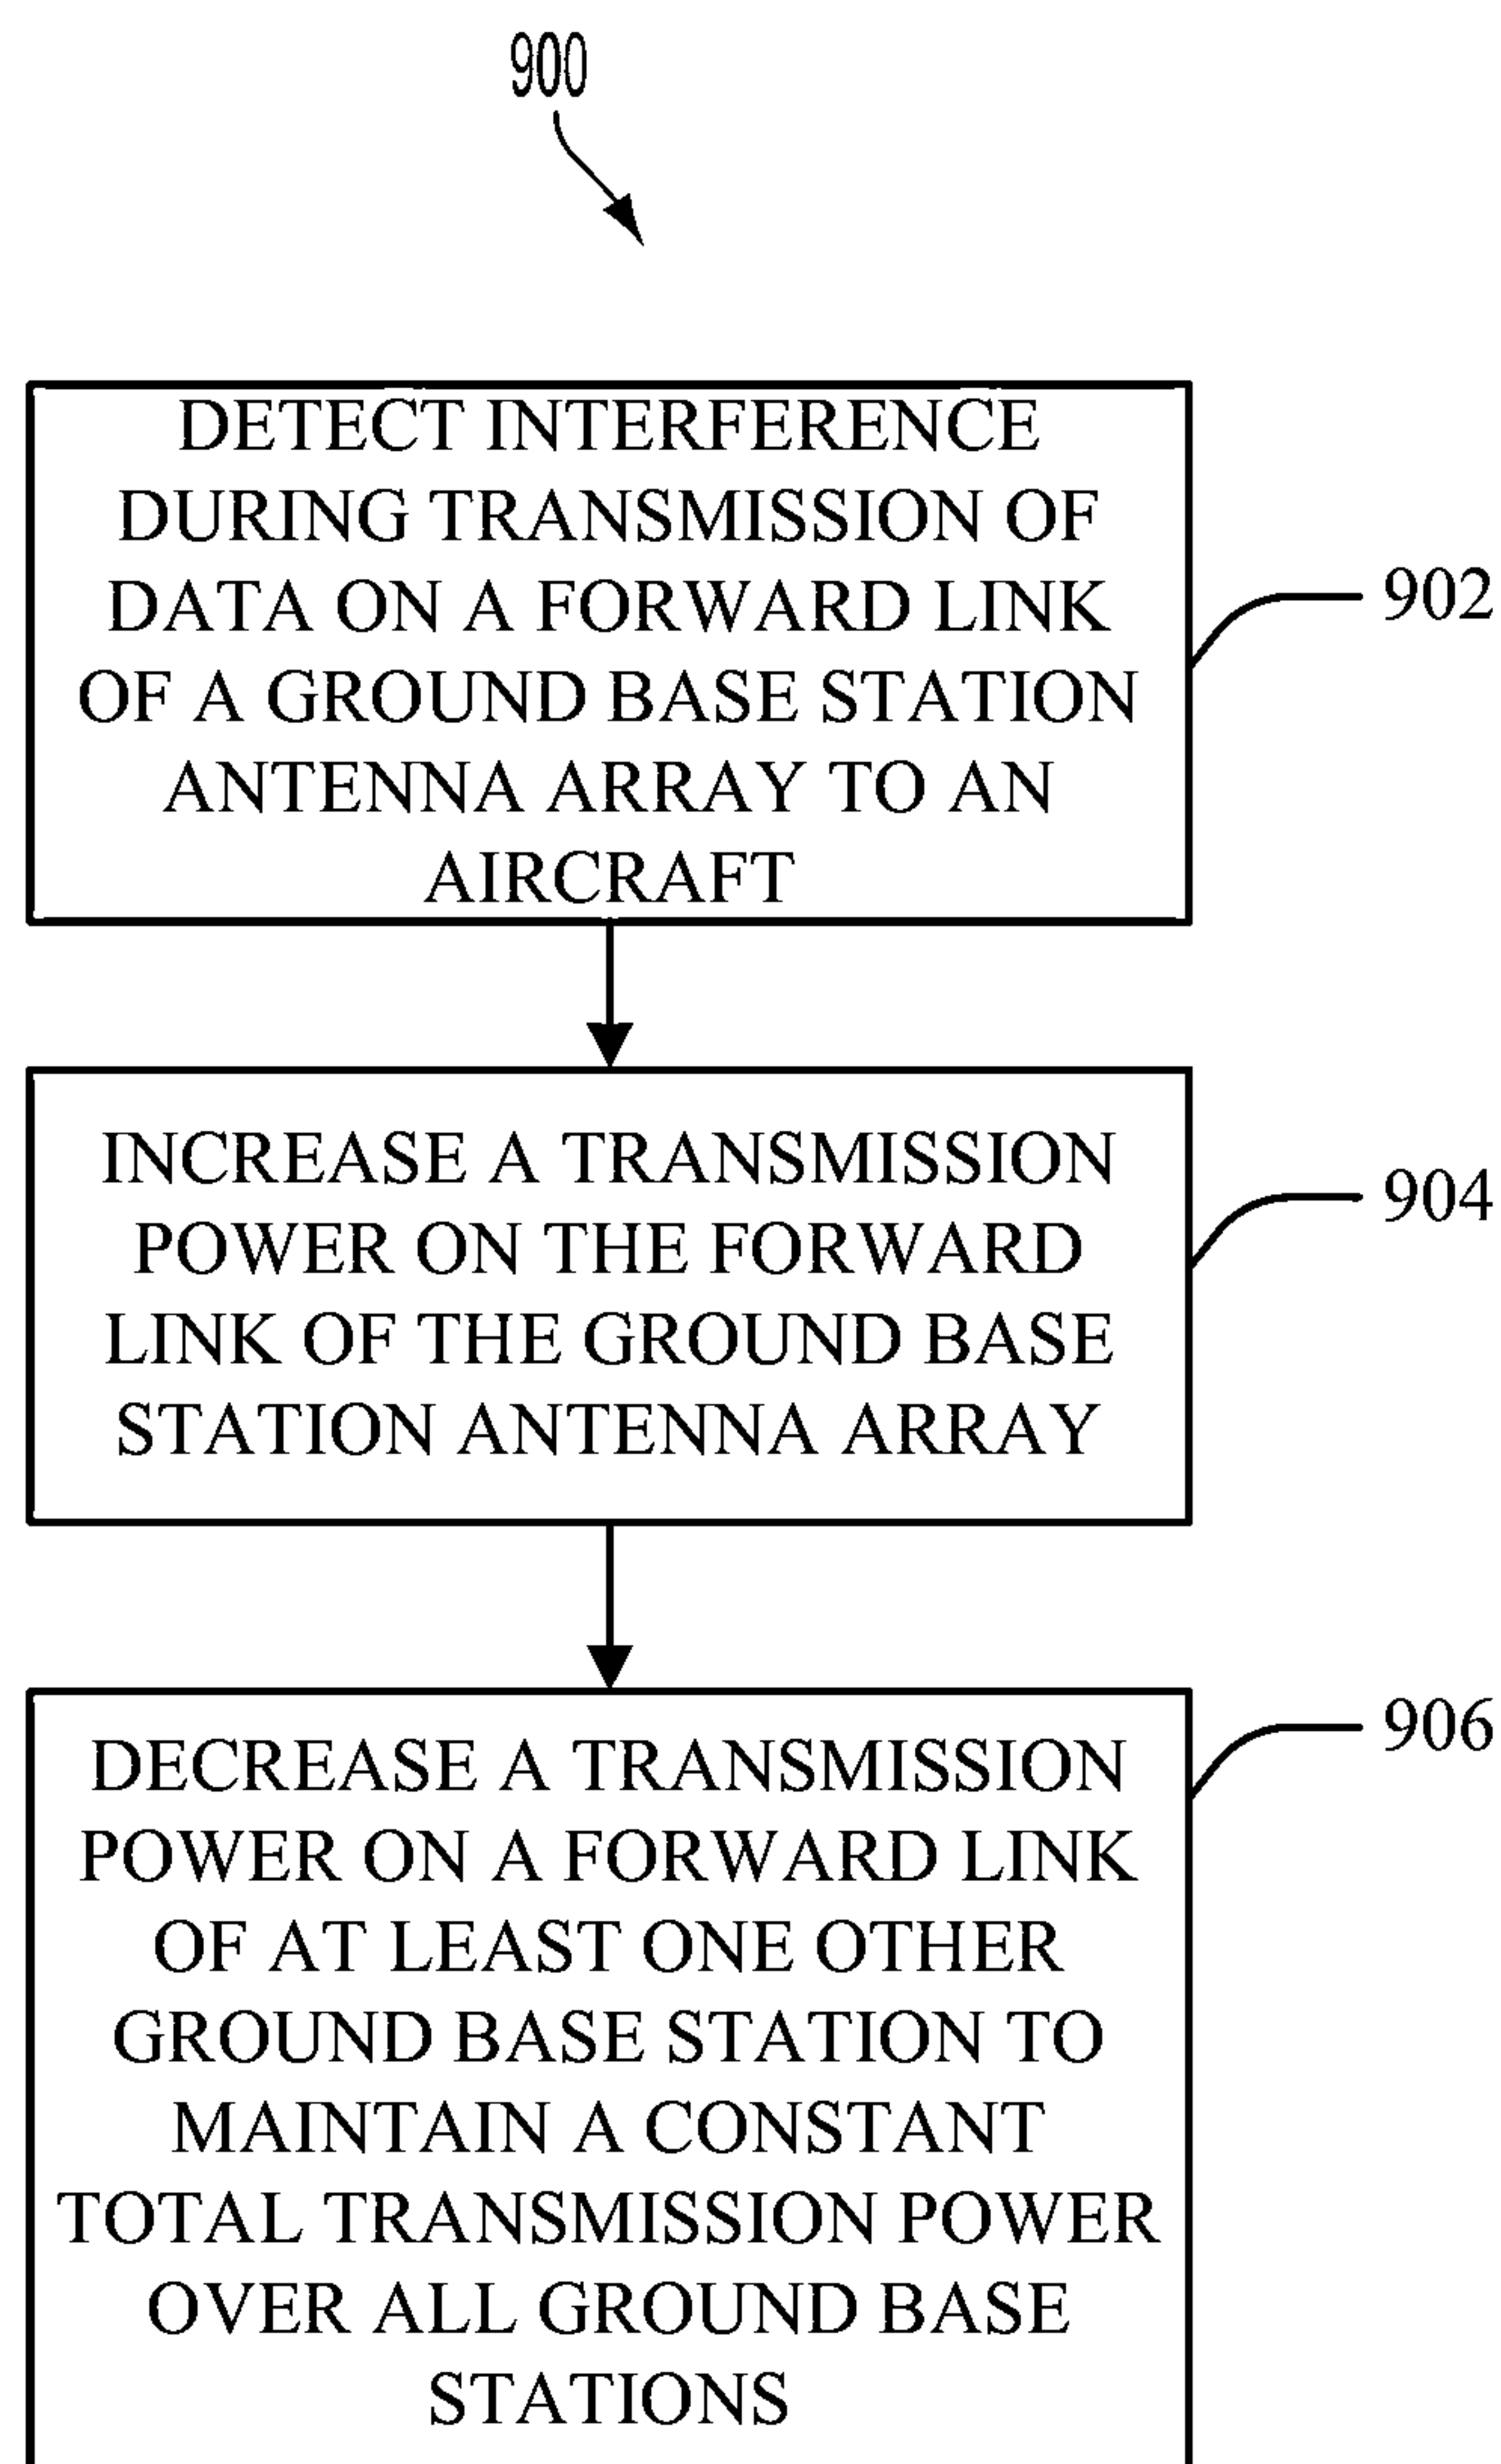 900
DETECT INTERFERENCE
DURING TRANSMISSION OF
DATA ON A FORWARD LINK
OF A GROUND BASE STATION
ANTENNA ARRAY TO AN
AIRCRAFT
902
INCREASE A TRANSMISSION
POWER ON THE FORWARD
LINK OF THE GROUND BASE
STATION ANTENNA ARRAY
904
DECREASE A TRANSMISSION
POWER ON A FORWARD LINK
OF AT LEAST ONE OTHER
GROUND BASE STATION TO
MAINTAIN A CONSTANT
TOTAL TRANSMISSION POWER
OVER ALL GROUND BASE
STATIONS
906